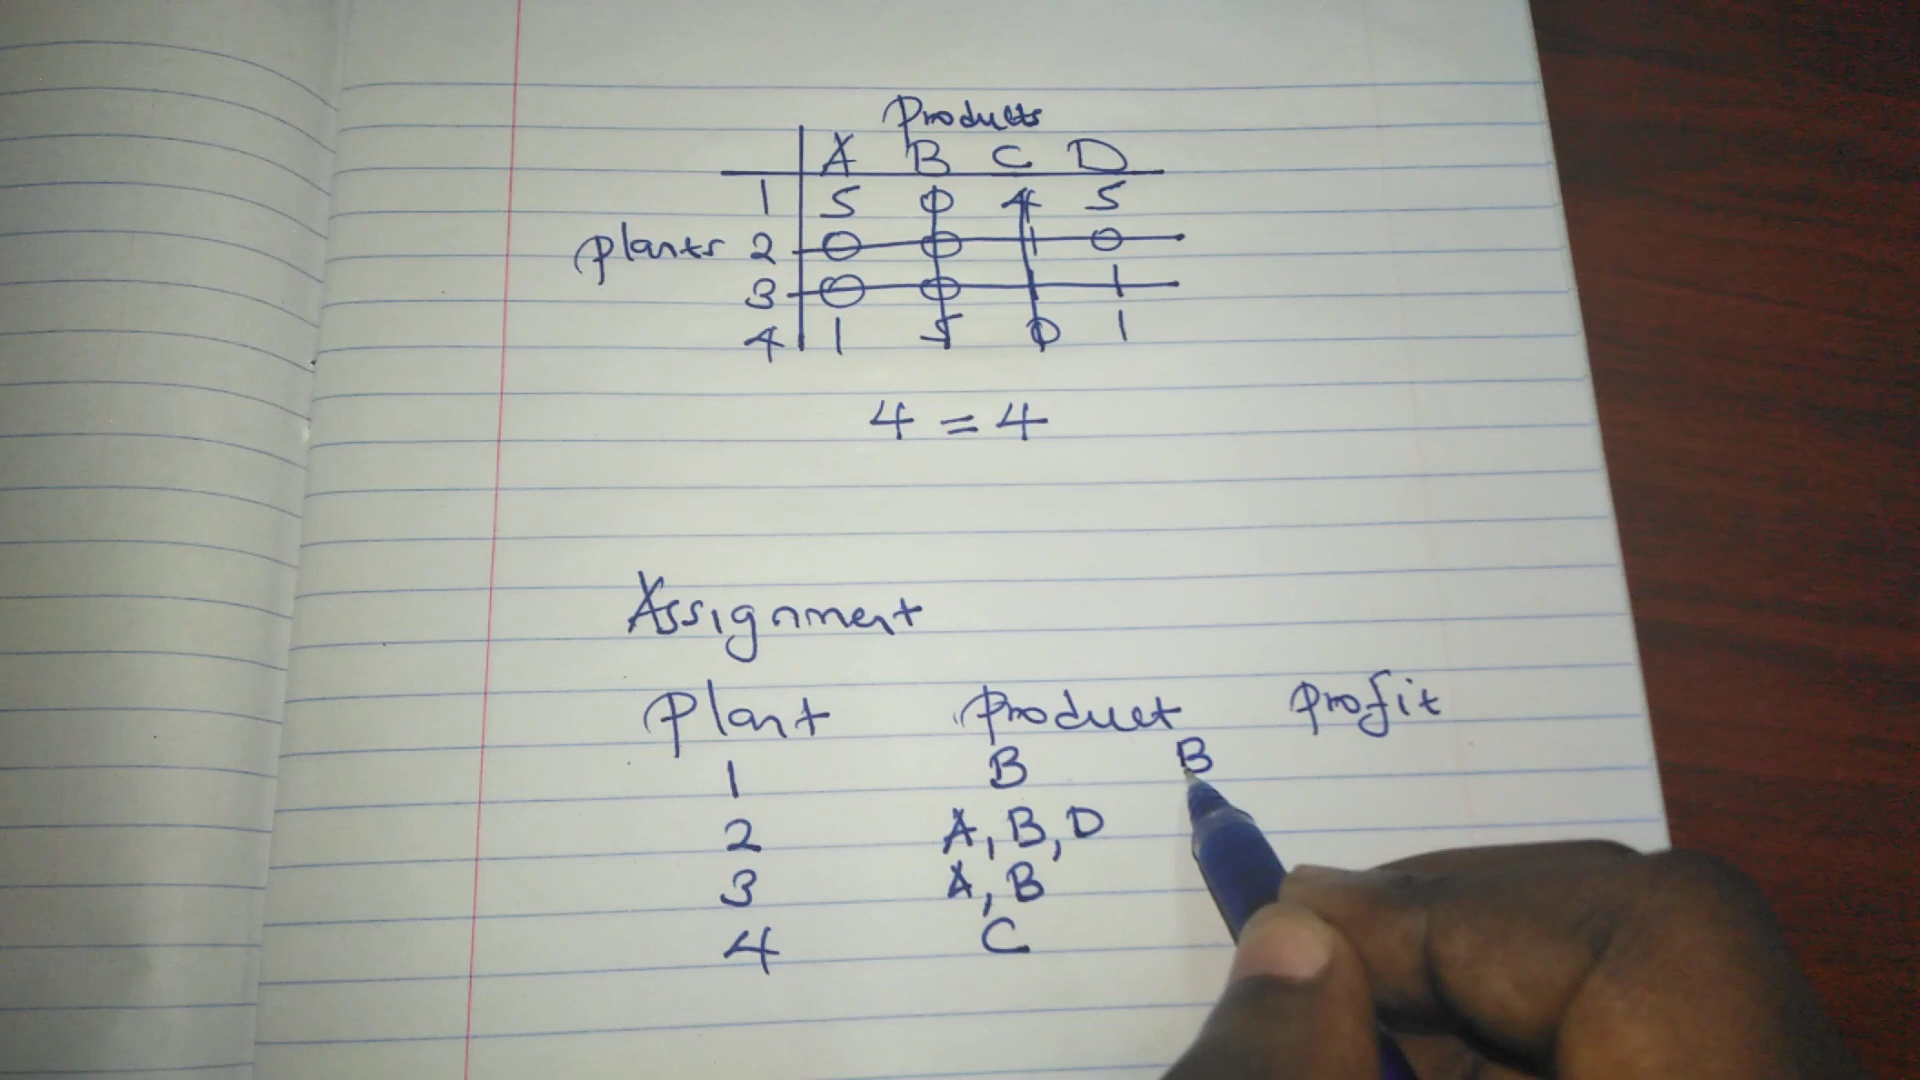 Products
A B C D
1 5 0 4 5
Plants 2 0 0 1 0
3 0 0 1 1
4 1 5 0 1
4 = 4
Assignment
Plant Product Profit
1 B B
2 A, B, D
3 A, B
4 C